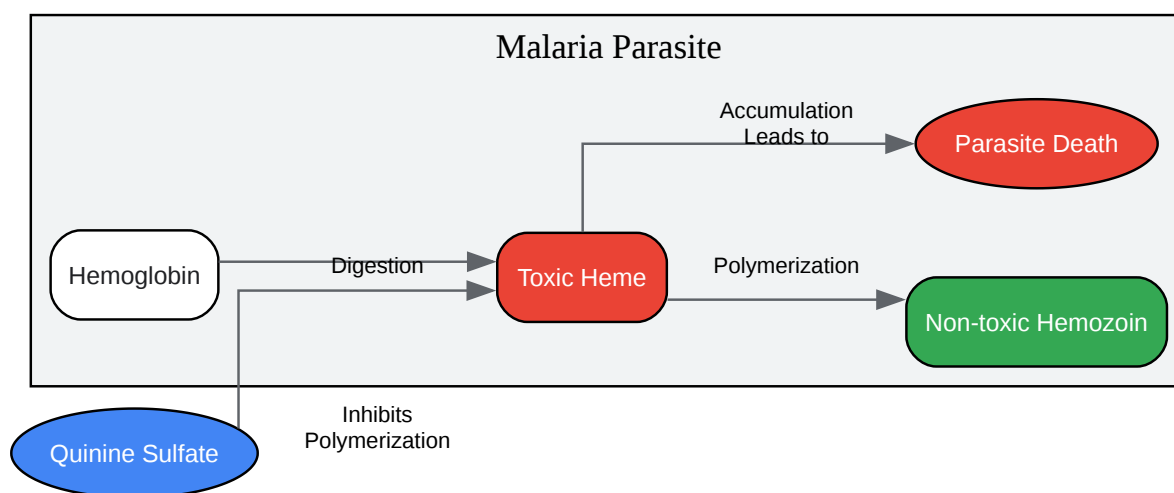 Malaria Parasite
Accumulation
Leads to
Parasite Death
Hemoglobin
Digestion
Toxic Heme
Polymerization
Non-toxic Hemozoin
Inhibits
Polymerization
Quinine Sulfate